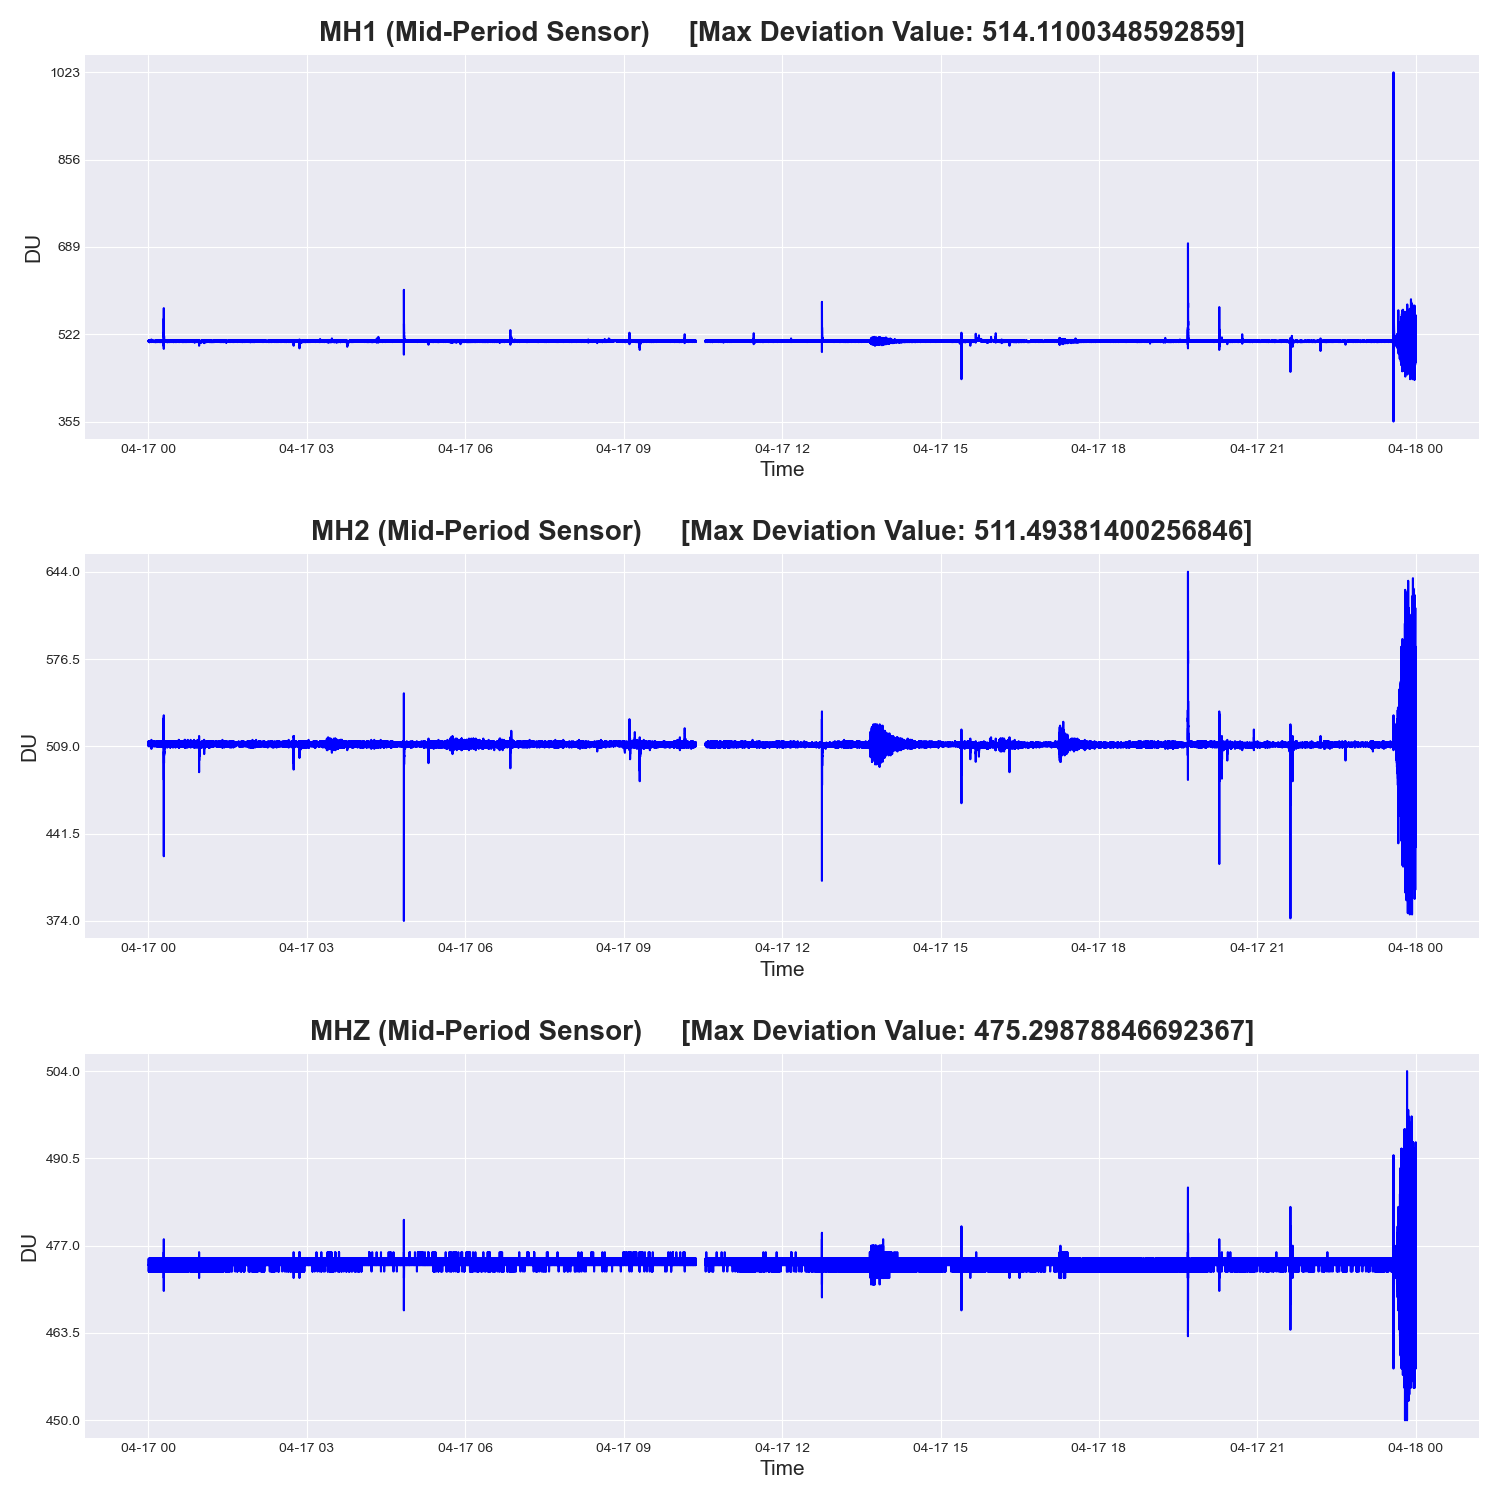 MH1 (Mid-Period Sensor) [Max Deviation Value: 514.1100348592859]
1023
856
689
522
355
DU
04-17 00 04-17 03 04-17 06 04-17 09 04-17 12 04-17 15 04-17 18 04-17 21 04-18 00
Time
MH2 (Mid-Period Sensor) [Max Deviation Value: 511.49381400256846]
644.0
576.5
509.0
441.5
374.0
DU
04-17 00 04-17 03 04-17 06 04-17 09 04-17 12 04-17 15 04-17 18 04-17 21 04-18 00
Time
MHZ (Mid-Period Sensor) [Max Deviation Value: 475.29878846692367]
504.0
490.5
477.0
463.5
450.0
DU
04-17 00 04-17 03 04-17 06 04-17 09 04-17 12 04-17 15 04-17 18 04-17 21 04-18 00
Time